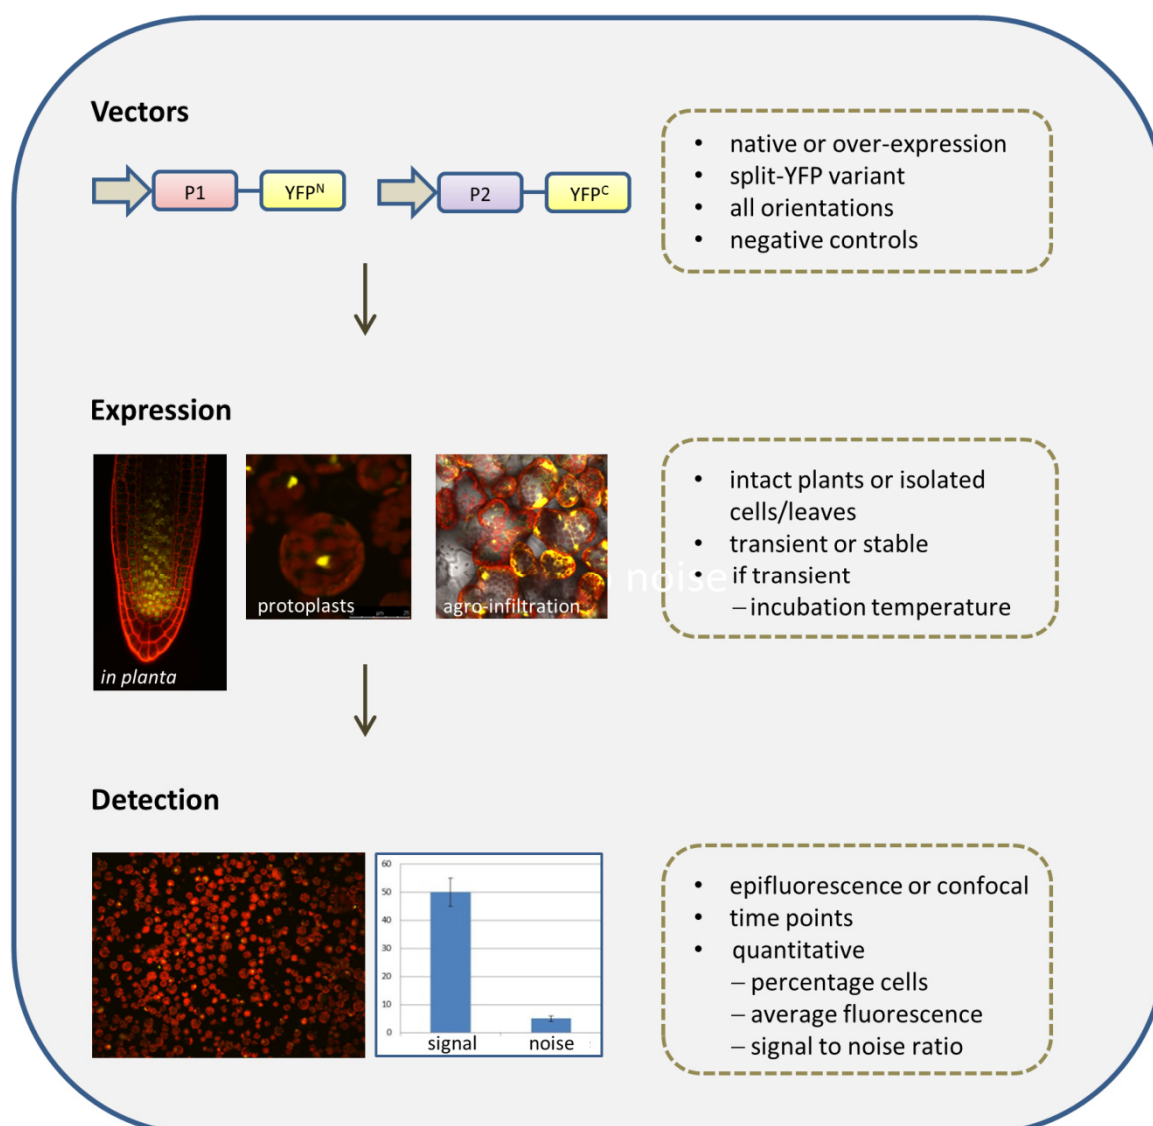 Vectors
P1
YFPᴺ
P2
YFPᶜ
• native or over-expression
• split-YFP variant
• all orientations
• negative controls
Expression
in planta
protoplasts
agro-infiltration
noise
• intact plants or isolated
cells/leaves
• transient or stable
• if transient
– incubation temperature
Detection
60
50
40
30
20
10
0
signal
noise
• epifluorescence or confocal
• time points
• quantitative
– percentage cells
– average fluorescence
– signal to noise ratio